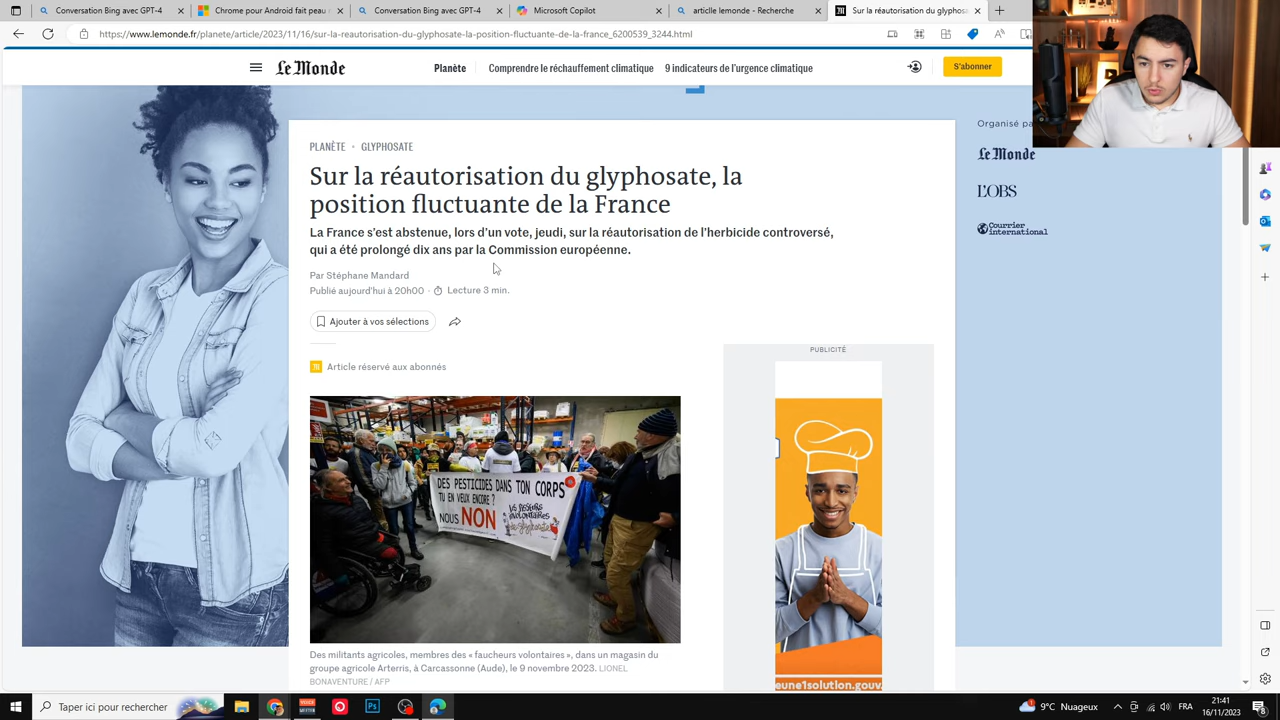 Conversation Bing avec GPT-4
Chrome pour Android fait peau
Conversation Bing avec GPT-4
Microsoft Copilot
articlle lemonde - Recherche
Sur la réautorisation du glyphosa
https://www.lemonde.fr/planete/article/2023/11/16/sur-la-reautorisation-du-glyphosate-la-position-fluctuante-de-la-france_6200539_3244.html
Le Monde
Planète
Comprendre le réchauffement climatique
9 indicateurs de l'urgence climatique
S'abonner
Organisé pa
Le Monde
L'OBS
Courrier
international
PLANÈTE • GLYPHOSATE
Sur la réautorisation du glyphosate, la
position fluctuante de la France
La France s'est abstenue, lors d'un vote, jeudi, sur la réautorisation de l'herbicide controversé,
qui a été prolongé dix ans par la Commission européenne.
Par Stéphane Mandard
Publié aujourd'hui à 20h00 · Lecture 3 min.
Ajouter à vos sélections
Article réservé aux abonnés
PUBLICITÉ
DES PESTICIDES DANS TON CORPS
TU EN VEUX ENCORE ?
NOUS NON
eune1solution.gouv.
Des militants agricoles, membres des « faucheurs volontaires », dans un magasin du
groupe agricole Arterris, à Carcassonne (Aude), le 9 novembre 2023. LIONEL
BONAVENTURE / AFP
Taper ici pour rechercher
9°C Nuageux
FRA
21:41
16/11/2023